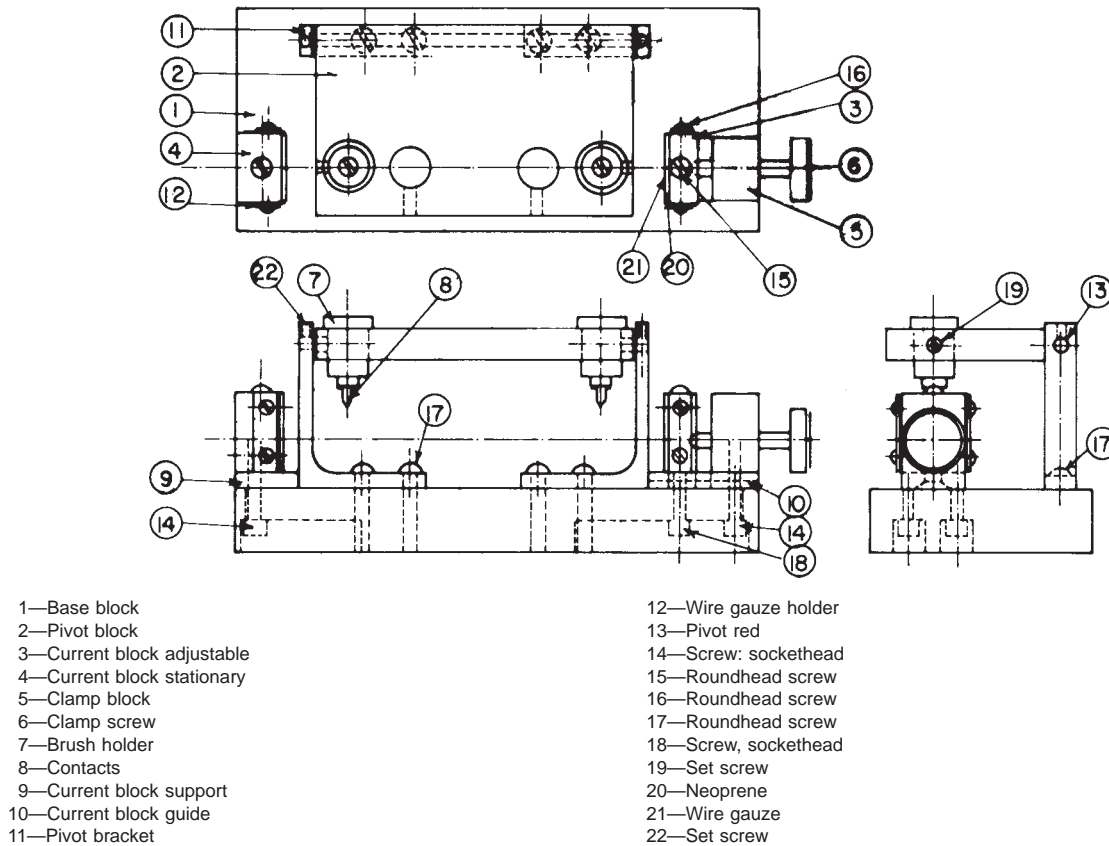 11
2
1
4
12
16
3
6
5
21
20
15
22
7
8
19
13
17
17
9
10
14
14
18
1—Base block
2—Pivot block
3—Current block adjustable
4—Current block stationary
5—Clamp block
6—Clamp screw
7—Brush holder
8—Contacts
9—Current block support
10—Current block guide
11—Pivot bracket
12—Wire gauze holder
13—Pivot red
14—Screw: sockethead
15—Roundhead screw
16—Roundhead screw
17—Roundhead screw
18—Screw, sockethead
19—Set screw
20—Neoprene
21—Wire gauze
22—Set screw